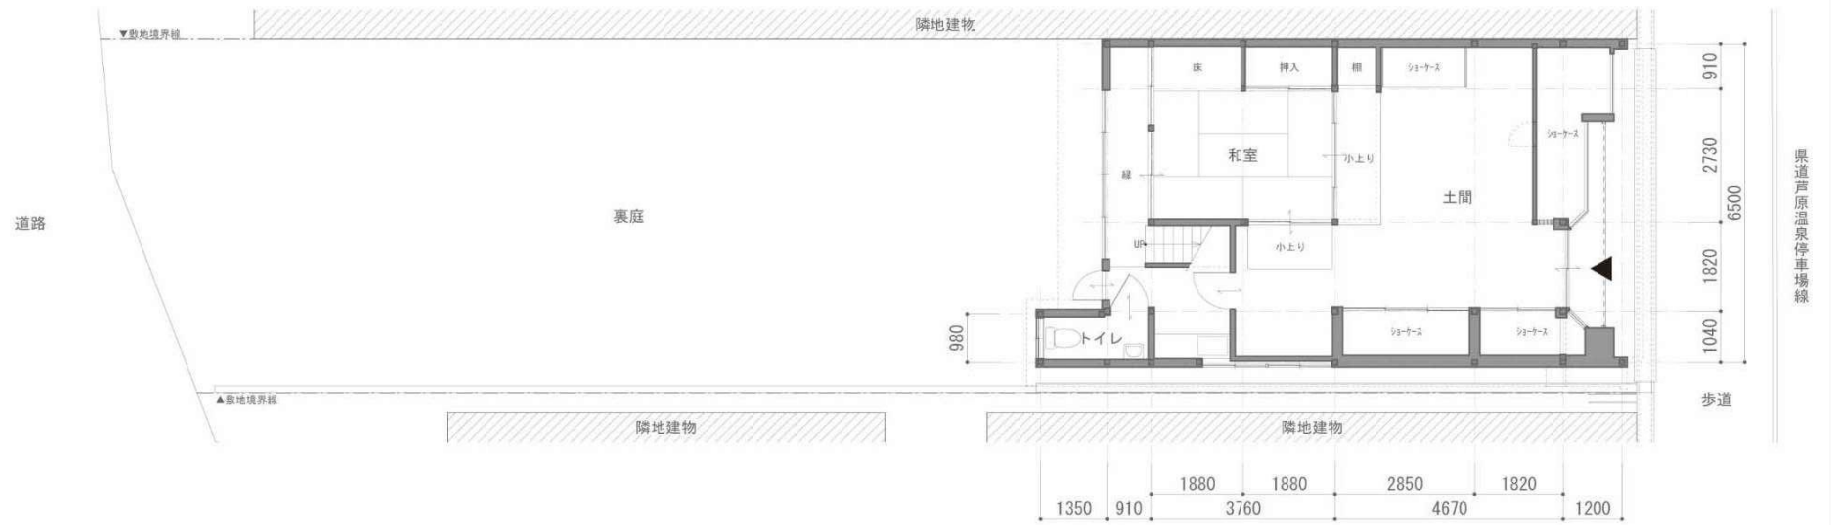 隣地建物
▼敷地境界線
床
押入
棚
ショーケース
ショーケース
和室
小上り
縁
土間
裏庭
道路
UP
小上り
トイレ
ショーケース
ショーケース
910
2730
1820
1040
6500
980
県道芦原温泉停車場線
▲敷地境界線
歩道
隣地建物
隣地建物
1880
1880
2850
1820
1350
910
3760
4670
1200